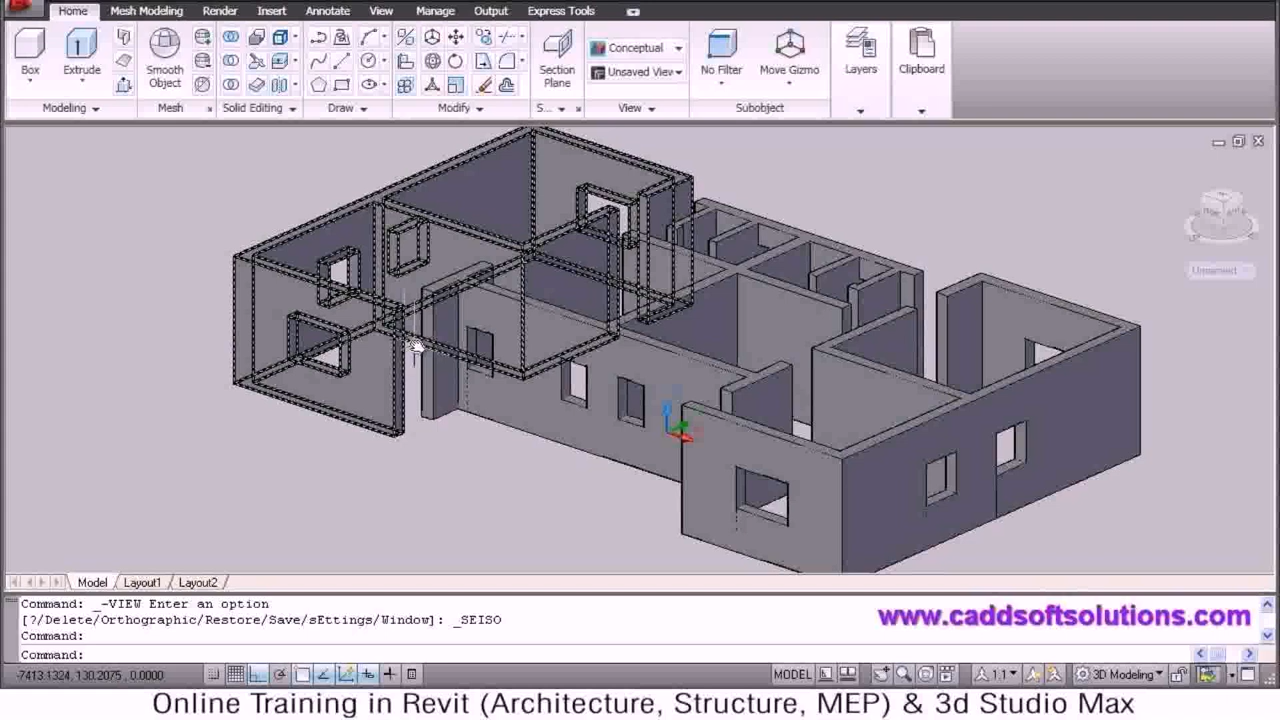 Home Mesh Modeling Render Insert Annotate View Manage Output Express Tools
Box
Extrude
Smooth Object
Section Plane
Conceptual
Unsaved View
No Filter
Move Gizmo
Layers
Clipboard
Modeling Mesh Solid Editing Draw Modify S... View Subobject
Unnamed
Model Layout1 Layout2
Command: _-VIEW Enter an option
[?/Delete/Orthographic/Restore/Save/sEttings/Window]: _SEISO
Command:
Command:
www.caddsoftsolutions.com
-7413.1324, 130.2075, 0.0000 MODEL 1:1 3D Modeling
Online Training in Revit (Architecture, Structure, MEP) & 3d Studio Max